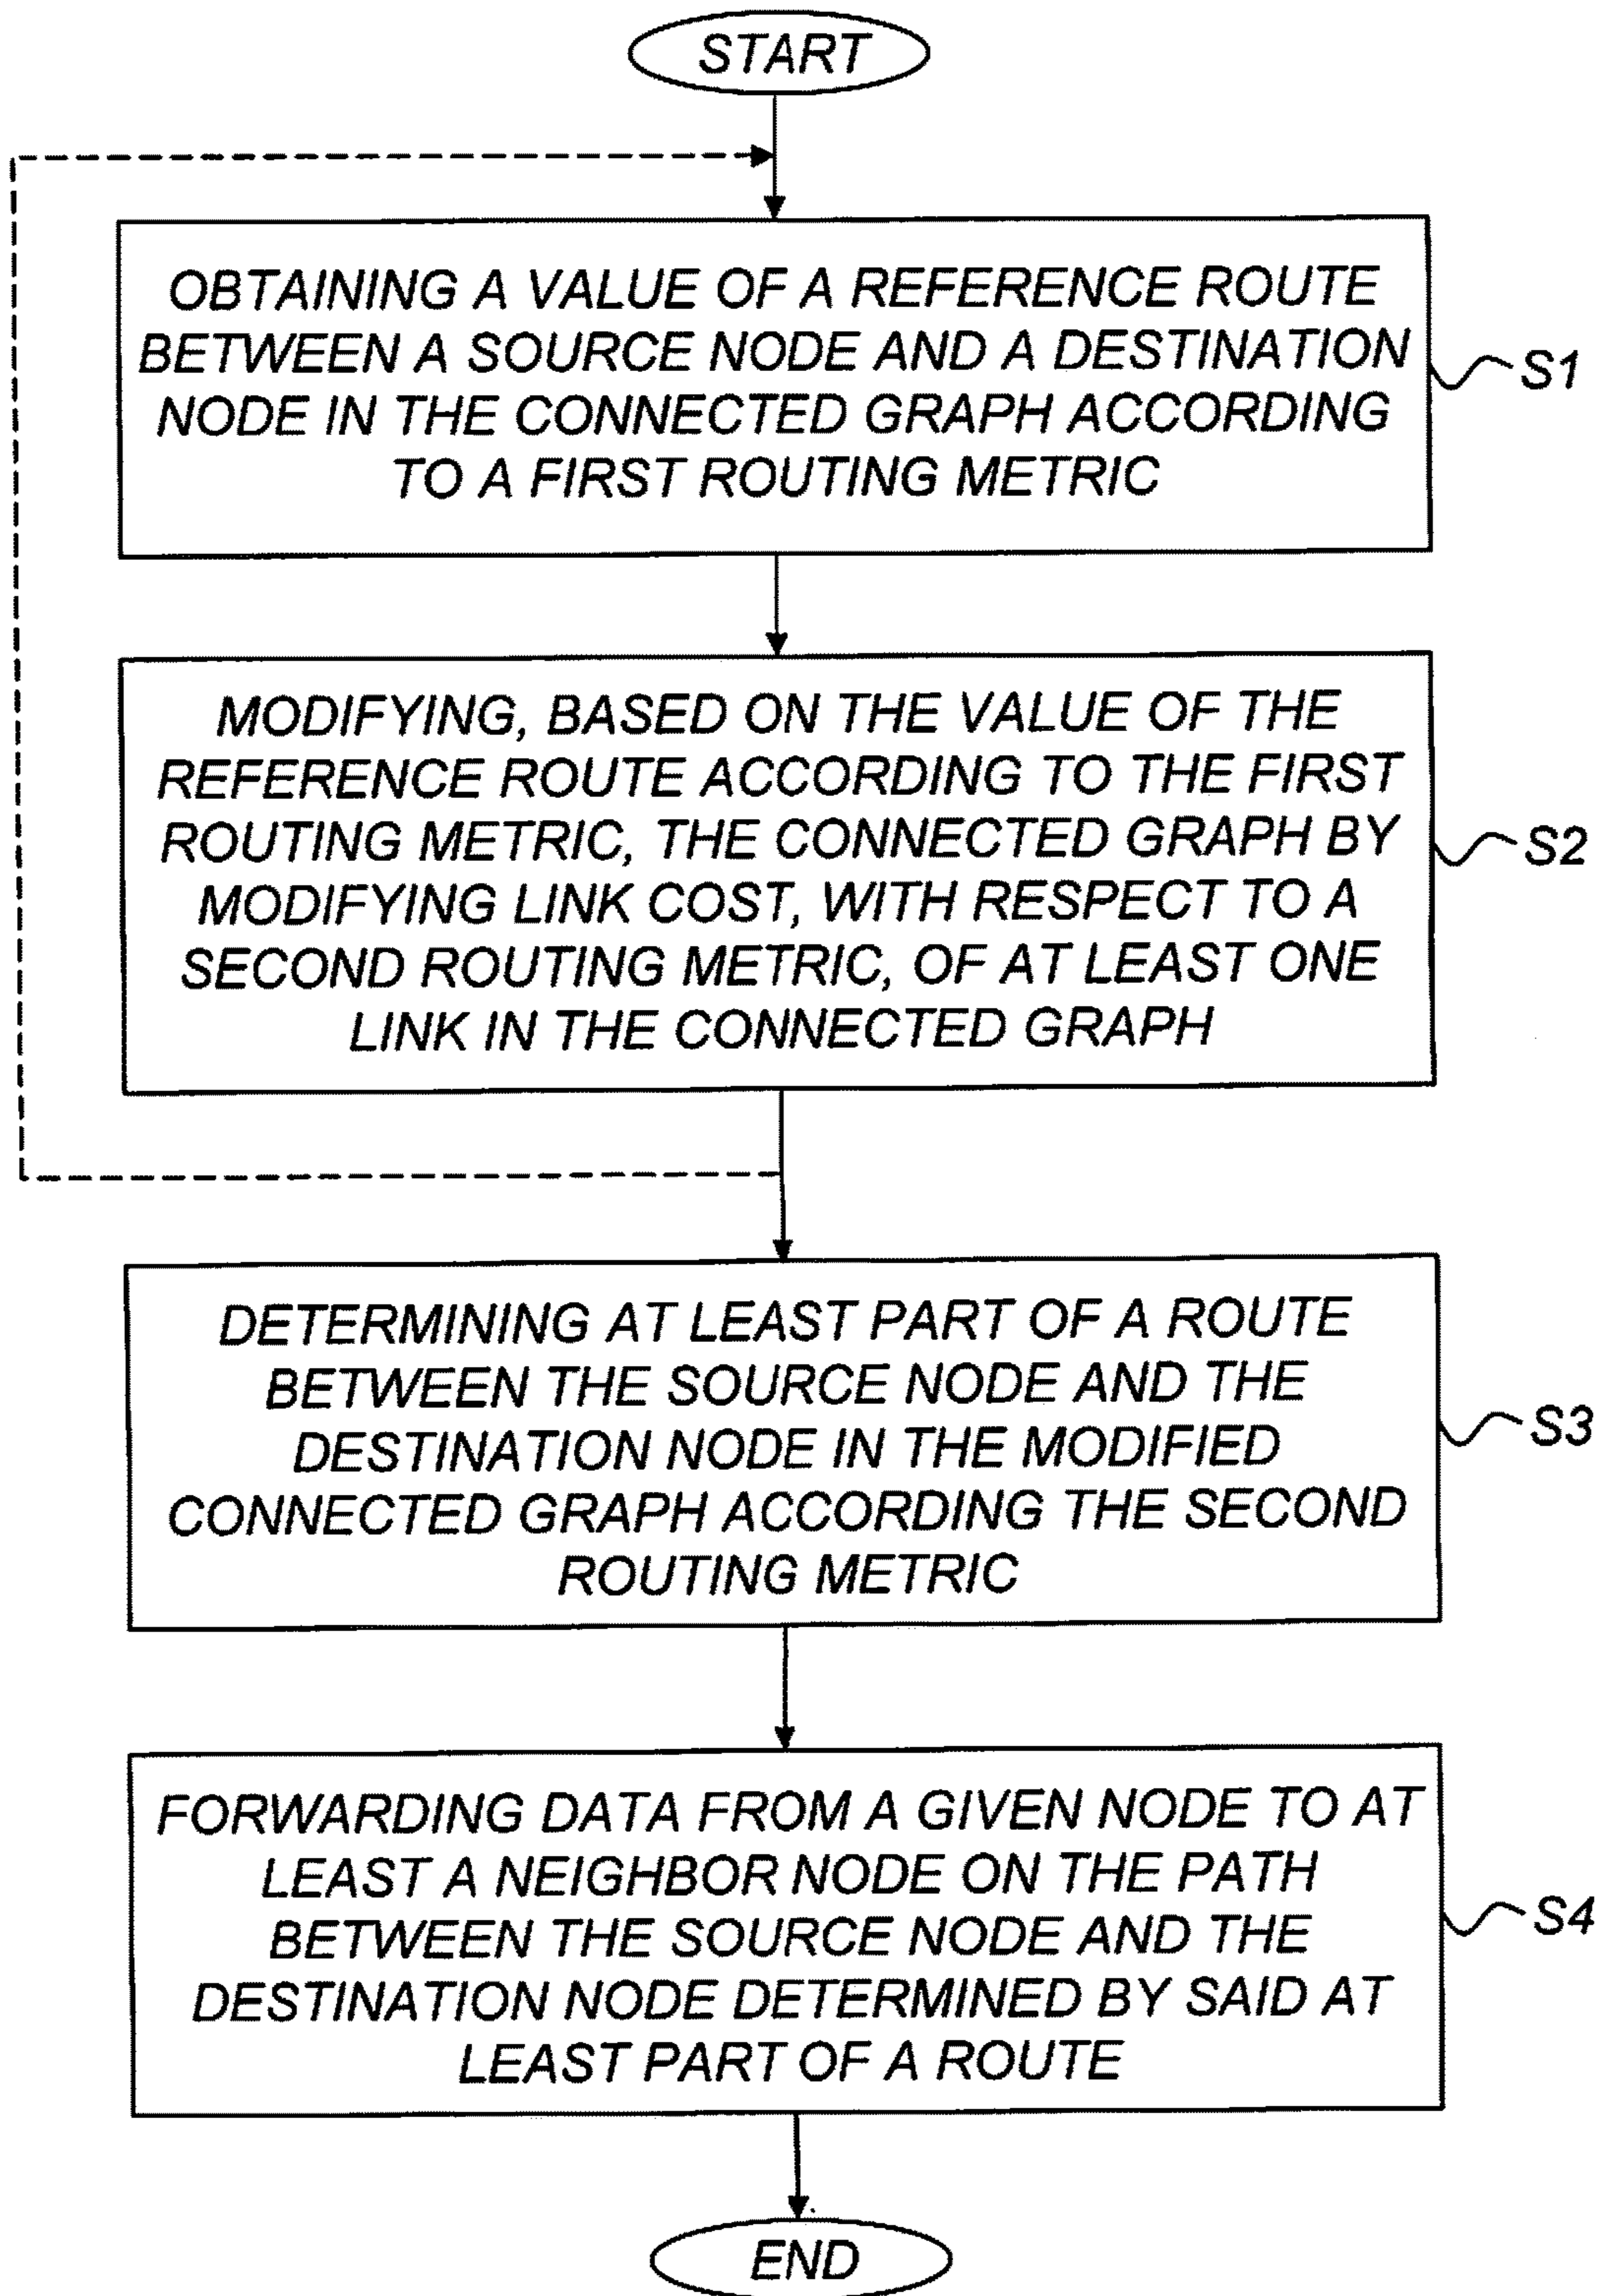 START
OBTAINING A VALUE OF A REFERENCE ROUTE
BETWEEN A SOURCE NODE AND A DESTINATION
NODE IN THE CONNECTED GRAPH ACCORDING
TO A FIRST ROUTING METRIC
S1
MODIFYING, BASED ON THE VALUE OF THE
REFERENCE ROUTE ACCORDING TO THE FIRST
ROUTING METRIC, THE CONNECTED GRAPH BY
MODIFYING LINK COST, WITH RESPECT TO A
SECOND ROUTING METRIC, OF AT LEAST ONE
LINK IN THE CONNECTED GRAPH
S2
DETERMINING AT LEAST PART OF A ROUTE
BETWEEN THE SOURCE NODE AND THE
DESTINATION NODE IN THE MODIFIED
CONNECTED GRAPH ACCORDING THE SECOND
ROUTING METRIC
S3
FORWARDING DATA FROM A GIVEN NODE TO AT
LEAST A NEIGHBOR NODE ON THE PATH
BETWEEN THE SOURCE NODE AND THE
DESTINATION NODE DETERMINED BY SAID AT
LEAST PART OF A ROUTE
S4
END